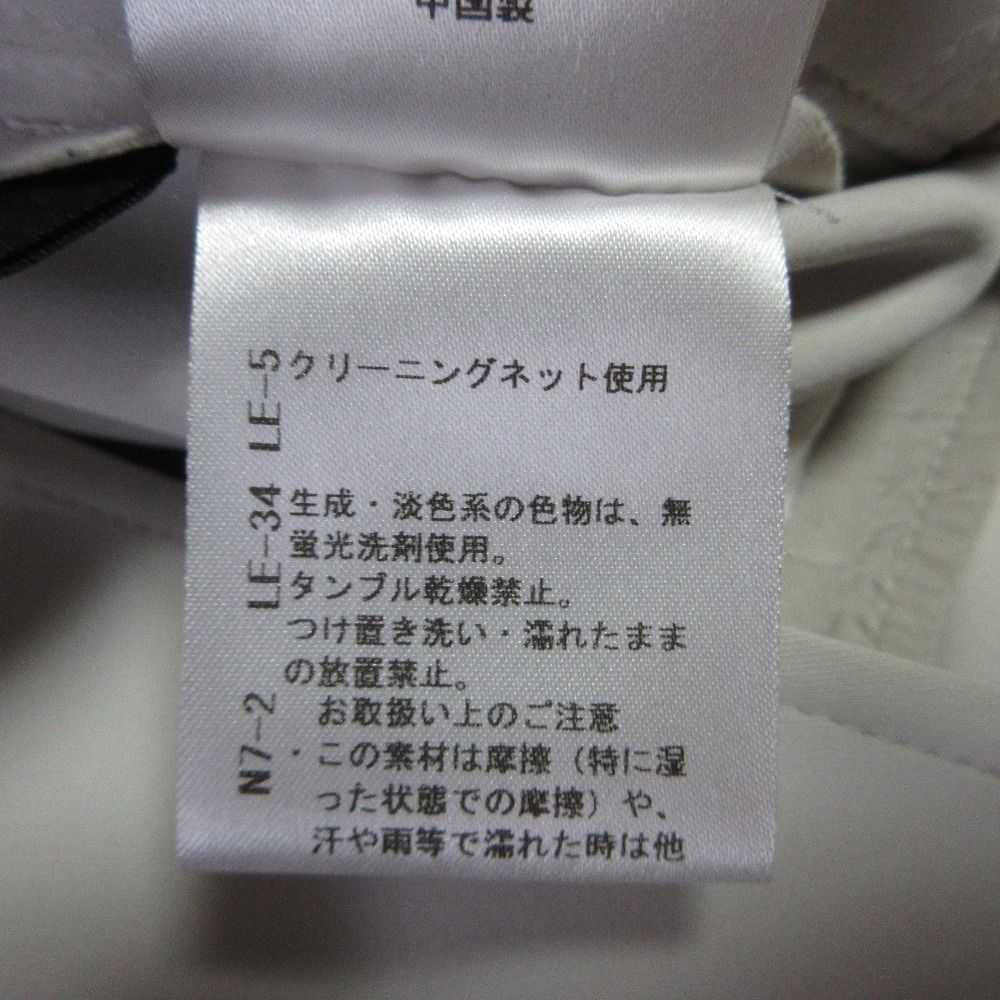 中国製
クリーニングネット使用
生成・淡色系の色物は、無
蛍光洗剤使用。
タンブル乾燥禁止。
つけ置き洗い・濡れたまま
の放置禁止。
お取扱い上のご注意
・この素材は摩擦（特に湿
った状態での摩擦）や、
汗や雨等で濡れた時は他
LE-5
LE-34
N7-2